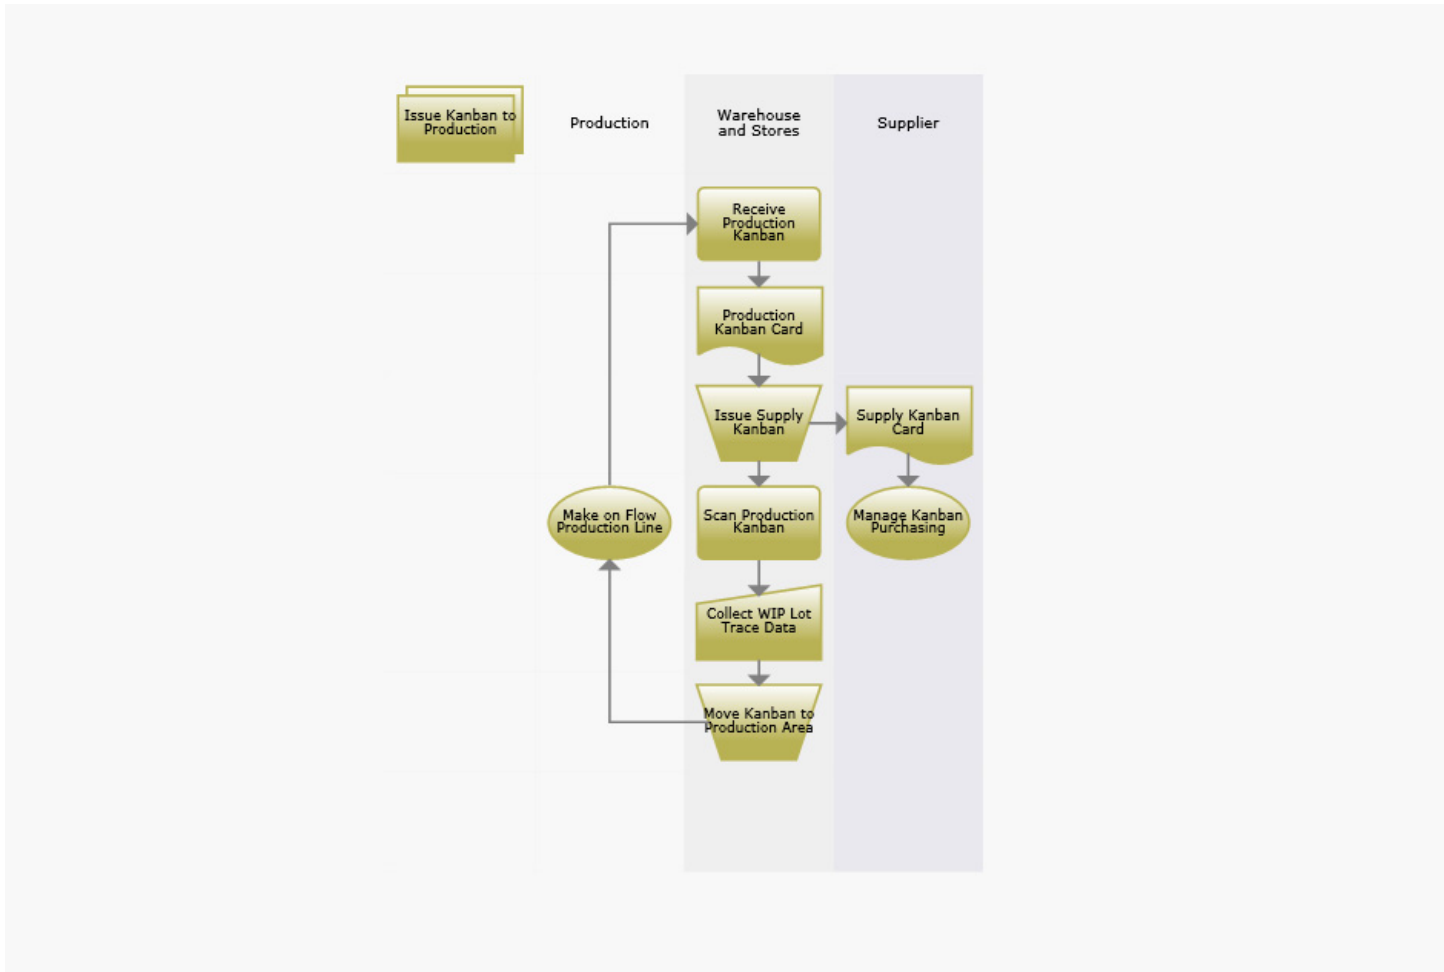 Issue Kanban to
Production
Production
Warehouse
and Stores
Supplier
Receive
Production
Kanban
Production
Kanban Card
Issue Supply
Kanban
Supply Kanban
Card
Make on Flow
Production Line
Scan Production
Kanban
Manage Kanban
Purchasing
Collect WIP Lot
Trace Data
Move Kanban to
Production Area